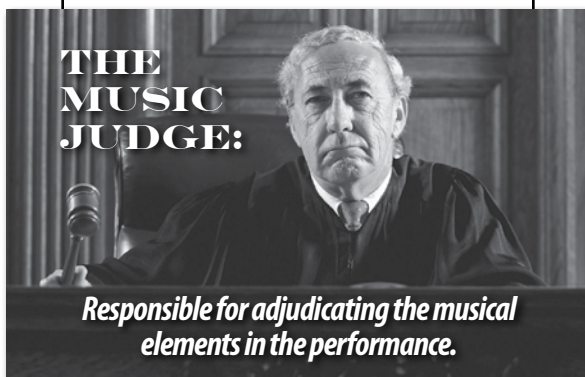 THE
MUSIC
JUDGE:
Responsible for adjudicating the musical
elements in the performance.